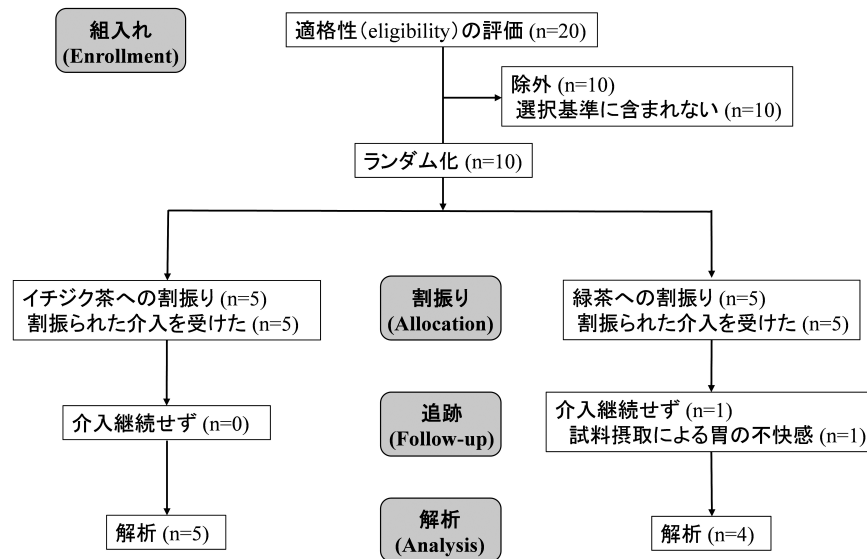 組入れ
(Enrollment)
適格性(eligibility)の評価 (n=20)
除外 (n=10)
選択基準に含まれない (n=10)
ランダム化 (n=10)
イチジク茶への割振り (n=5)
割振られた介入を受けた (n=5)
割振り
(Allocation)
緑茶への割振り (n=5)
割振られた介入を受けた (n=5)
介入継続せず (n=0)
追跡
(Follow-up)
介入継続せず (n=1)
試料摂取による胃の不快感 (n=1)
解析 (n=5)
解析
(Analysis)
解析 (n=4)